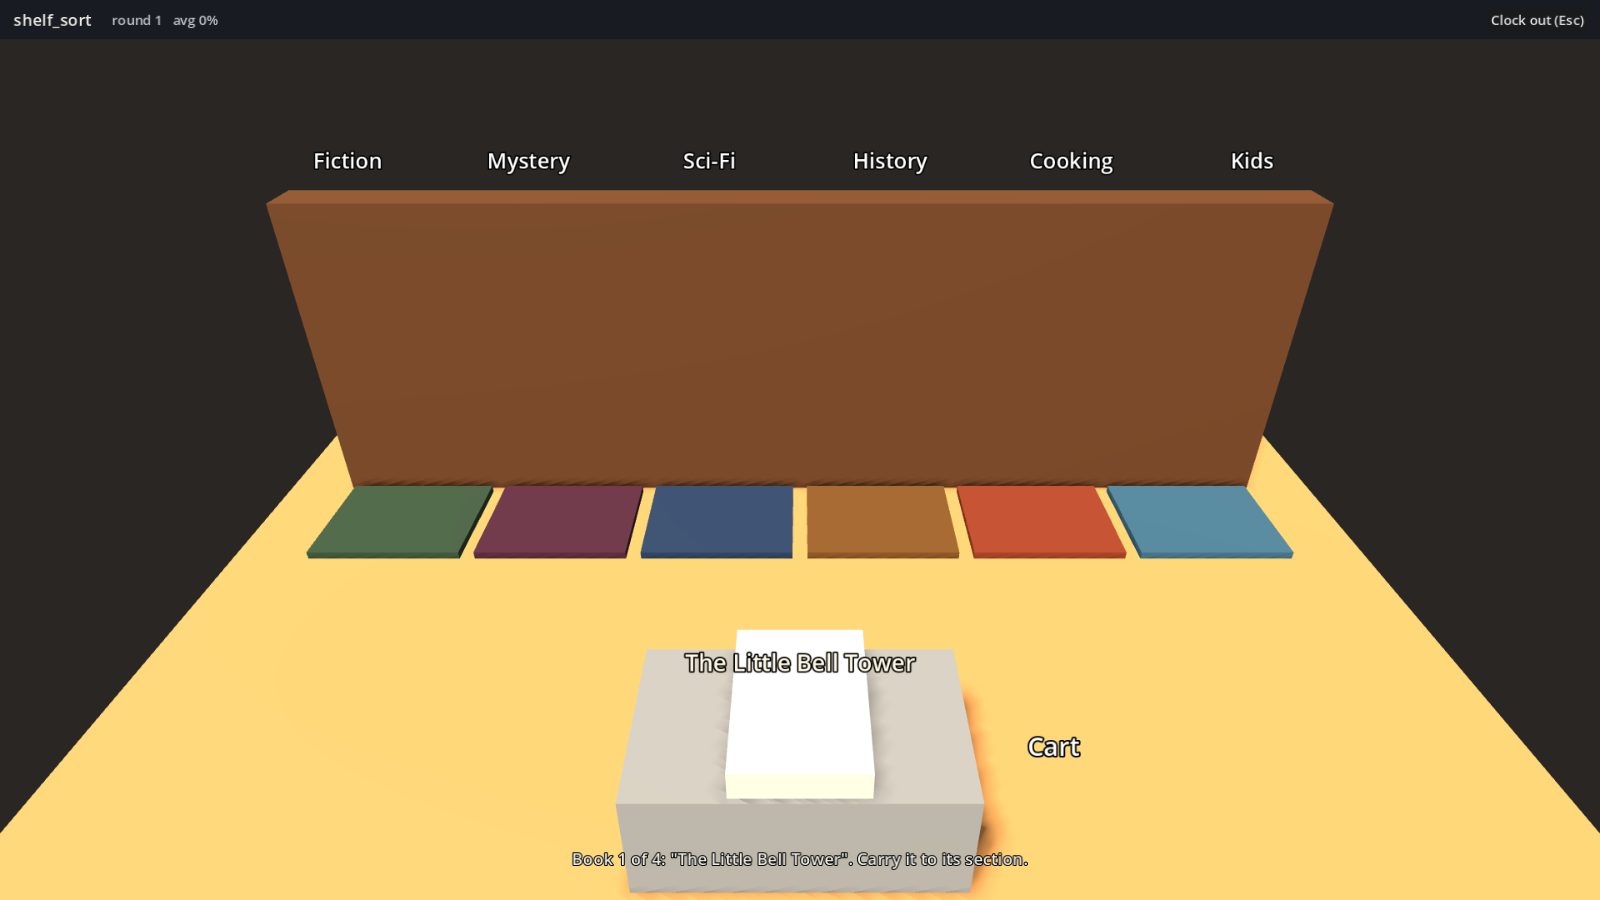 shelf_sort round 1 avg 0% Clock out (Esc)
Fiction Mystery Sci-Fi History Cooking Kids
The Little Bell Tower
Cart
Book 1 of 4: "The Little Bell Tower". Carry it to its section.